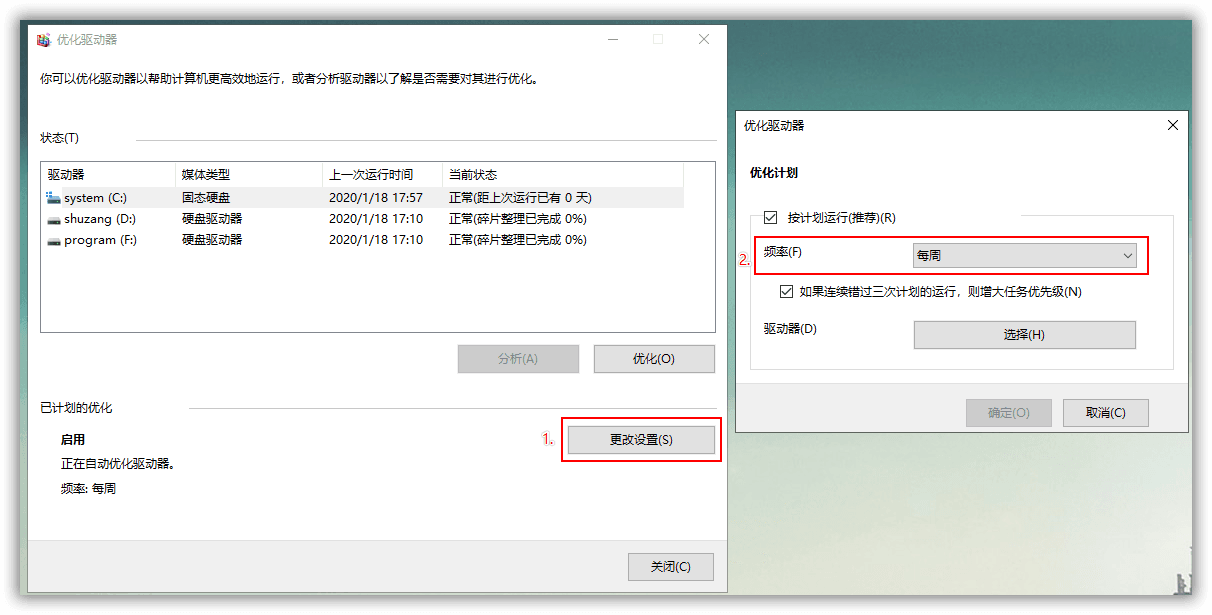 优化驱动器
你可以优化驱动器以帮助计算机更高效地运行，或者分析驱动器以了解是否需要对其进行优化。
状态(T)
驱动器 媒体类型 上一次运行时间 当前状态
system (C:) 固态硬盘 2020/1/18 17:57 正常(距上次运行已有 0 天)
shuzang (D:) 硬盘驱动器 2020/1/18 17:10 正常(碎片整理已完成 0%)
program (F:) 硬盘驱动器 2020/1/18 17:10 正常(碎片整理已完成 0%)
分析(A) 优化(O)
已计划的优化
启用
1. 更改设置(S)
正在自动优化驱动器。
频率: 每周
关闭(C)
优化驱动器
优化计划
按计划运行(推荐)(R)
2. 频率(F) 每周
如果连续错过三次计划的运行，则增大任务优先级(N)
驱动器(D) 选择(H)
确定(O) 取消(C)